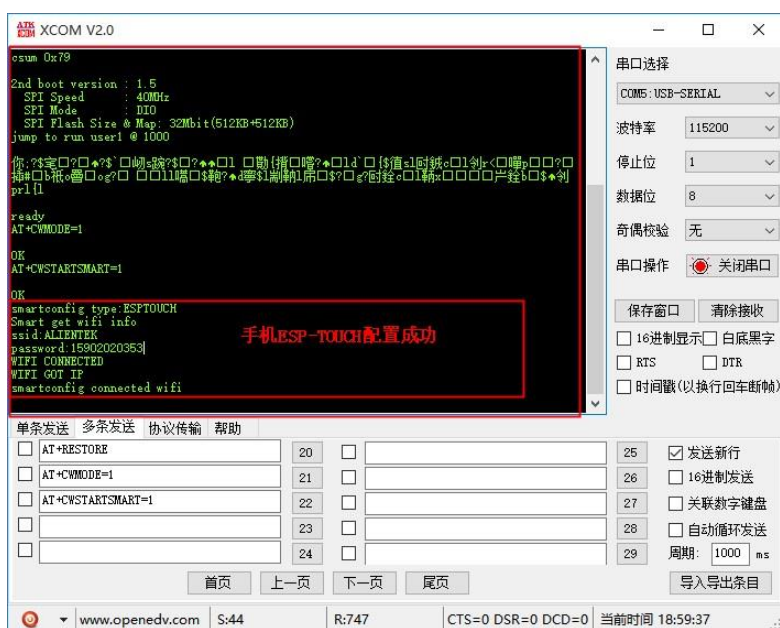 ATK XCOM V2.0
csum 0x79
2nd boot version : 1.5
SPI Speed : 40MHz
SPI Mode : DIO
SPI Flash Size & Map: 32Mbit(512KB+512KB)
jump to run user1 @ 1000
prl{l
ready
AT+CWMODE=1
OK
AT+CWSTARTSMART=1
OK
smartconfig type:ESPTOUCH
Smart get wifi info
ssid:ALIENTEK
password:15902020353
WIFI CONNECTED
WIFI GOT IP
smartconfig connected wifi
手机ESP-TOUCH配置成功
串口选择
COM5:USB-SERIAL
波特率 115200
停止位 1
数据位 8
奇偶校验 无
串口操作 关闭串口
保存窗口 清除接收
16进制显示 白底黑字
RTS DTR
时间戳(以换行回车断帧)
单条发送 多条发送 协议传输 帮助
AT+RESTORE 20 25 发送新行
AT+CWMODE=1 21 26 16进制发送
AT+CWSTARTSMART=1 22 27 关联数字键盘
23 28 自动循环发送
24 29 周期: 1000 ms
首页 上一页 下一页 尾页 导入导出条目
www.openedv.com S:44 R:747 CTS=0 DSR=0 DCD=0 当前时间 18:59:37